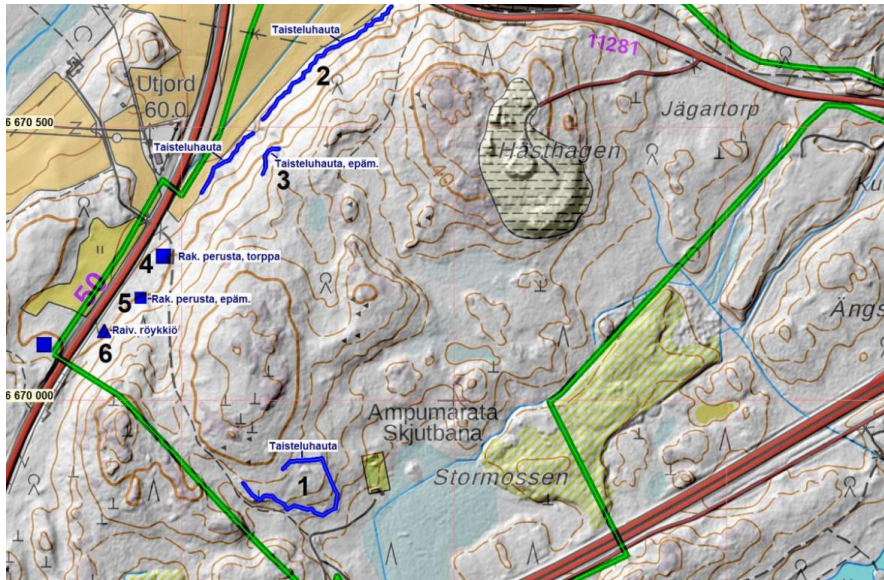 Taisteluhauta
2
11281
Utjord
60.0
Jägartorp
6 670 500
Taisteluhauta
Hästhagen
Taisteluhauta, epäm.
3
4
Rak. perusta, torppa
50
5
Rak. perusta, epäm.
Raiv. röykkiö
6
6 670 000
Ampumarata
Skjutbana
Taisteluhauta
1
Stormossen
Ängs